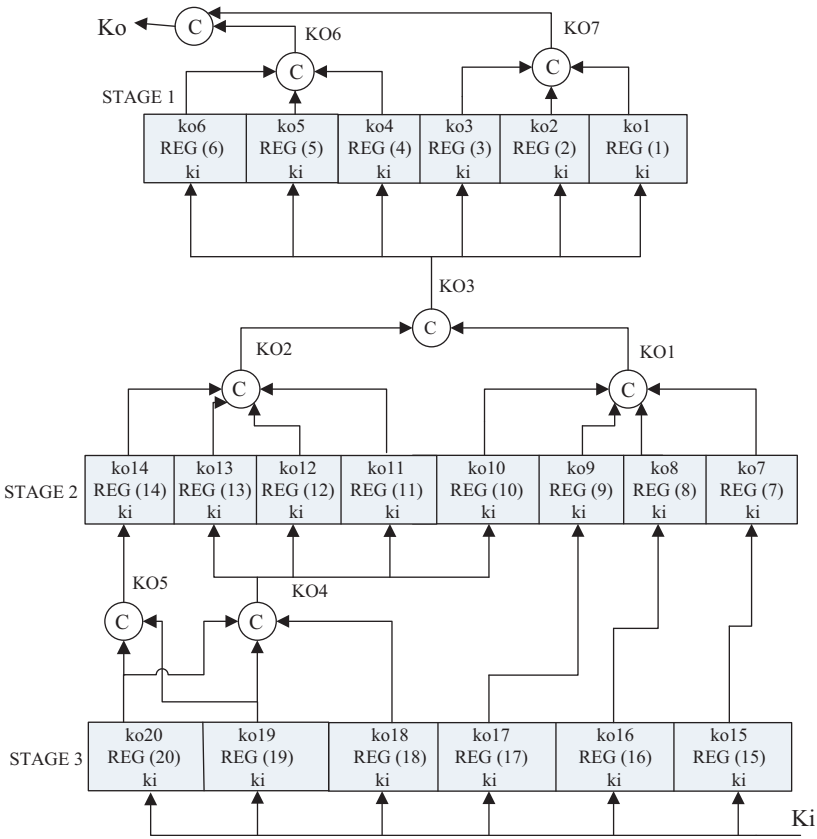 Ko
C
KO6
KO7
C
C
STAGE 1
ko6 ko5 ko4 ko3 ko2 ko1
REG (6) REG (5) REG (4) REG (3) REG (2) REG (1)
ki ki ki ki ki ki
KO3
C
KO2
KO1
C
C
STAGE 2
ko14 ko13 ko12 ko11 ko10 ko9 ko8 ko7
REG (14) REG (13) REG (12) REG (11) REG (10) REG (9) REG (8) REG (7)
ki ki ki ki ki ki ki ki
KO5
KO4
C
C
STAGE 3
ko20 ko19 ko18 ko17 ko16 ko15
REG (20) REG (19) REG (18) REG (17) REG (16) REG (15)
ki ki ki ki ki ki
Ki